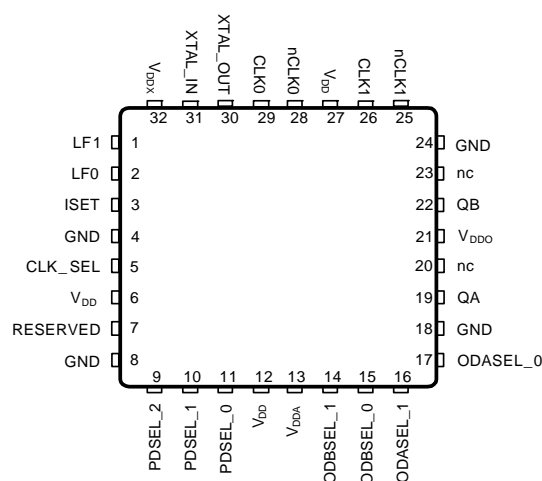 VDDX
XTAL_IN
XTAL_OUT
CLK0
nCLK0
VDD
CLK1
nCLK1
32 31 30 29 28 27 26 25
LF1 1
LF0 2
ISET 3
GND 4
CLK_SEL 5
VDD 6
RESERVED 7
GND 8
24 GND
23 nc
22 QB
21 VDDO
20 nc
19 QA
18 GND
17 ODASEL_0
9 10 11 12 13 14 15 16
PDSEL_2
PDSEL_1
PDSEL_0
VDD
VDDA
ODBSEL_1
ODBSEL_0
ODASEL_1